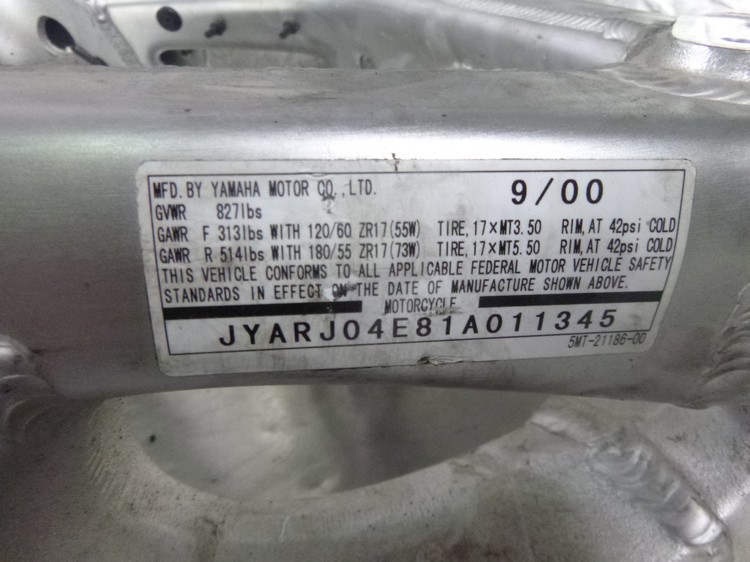 MFD. BY YAMAHA MOTOR CO., LTD. 9/00
GVWR 827lbs
GAWR F 313lbs WITH 120/60 ZR17(55W) TIRE, 17×MT3.50 RIM, AT 42psi COLD
GAWR R 514lbs WITH 180/55 ZR17(73W) TIRE, 17×MT5.50 RIM, AT 42psi COLD
THIS VEHICLE CONFORMS TO ALL APPLICABLE FEDERAL MOTOR VEHICLE SAFETY
STANDARDS IN EFFECT ON THE DATE OF MANUFACTURE SHOWN ABOVE.
MOTORCYCLE
JYARJ04E81A011345
5MT-21186-00